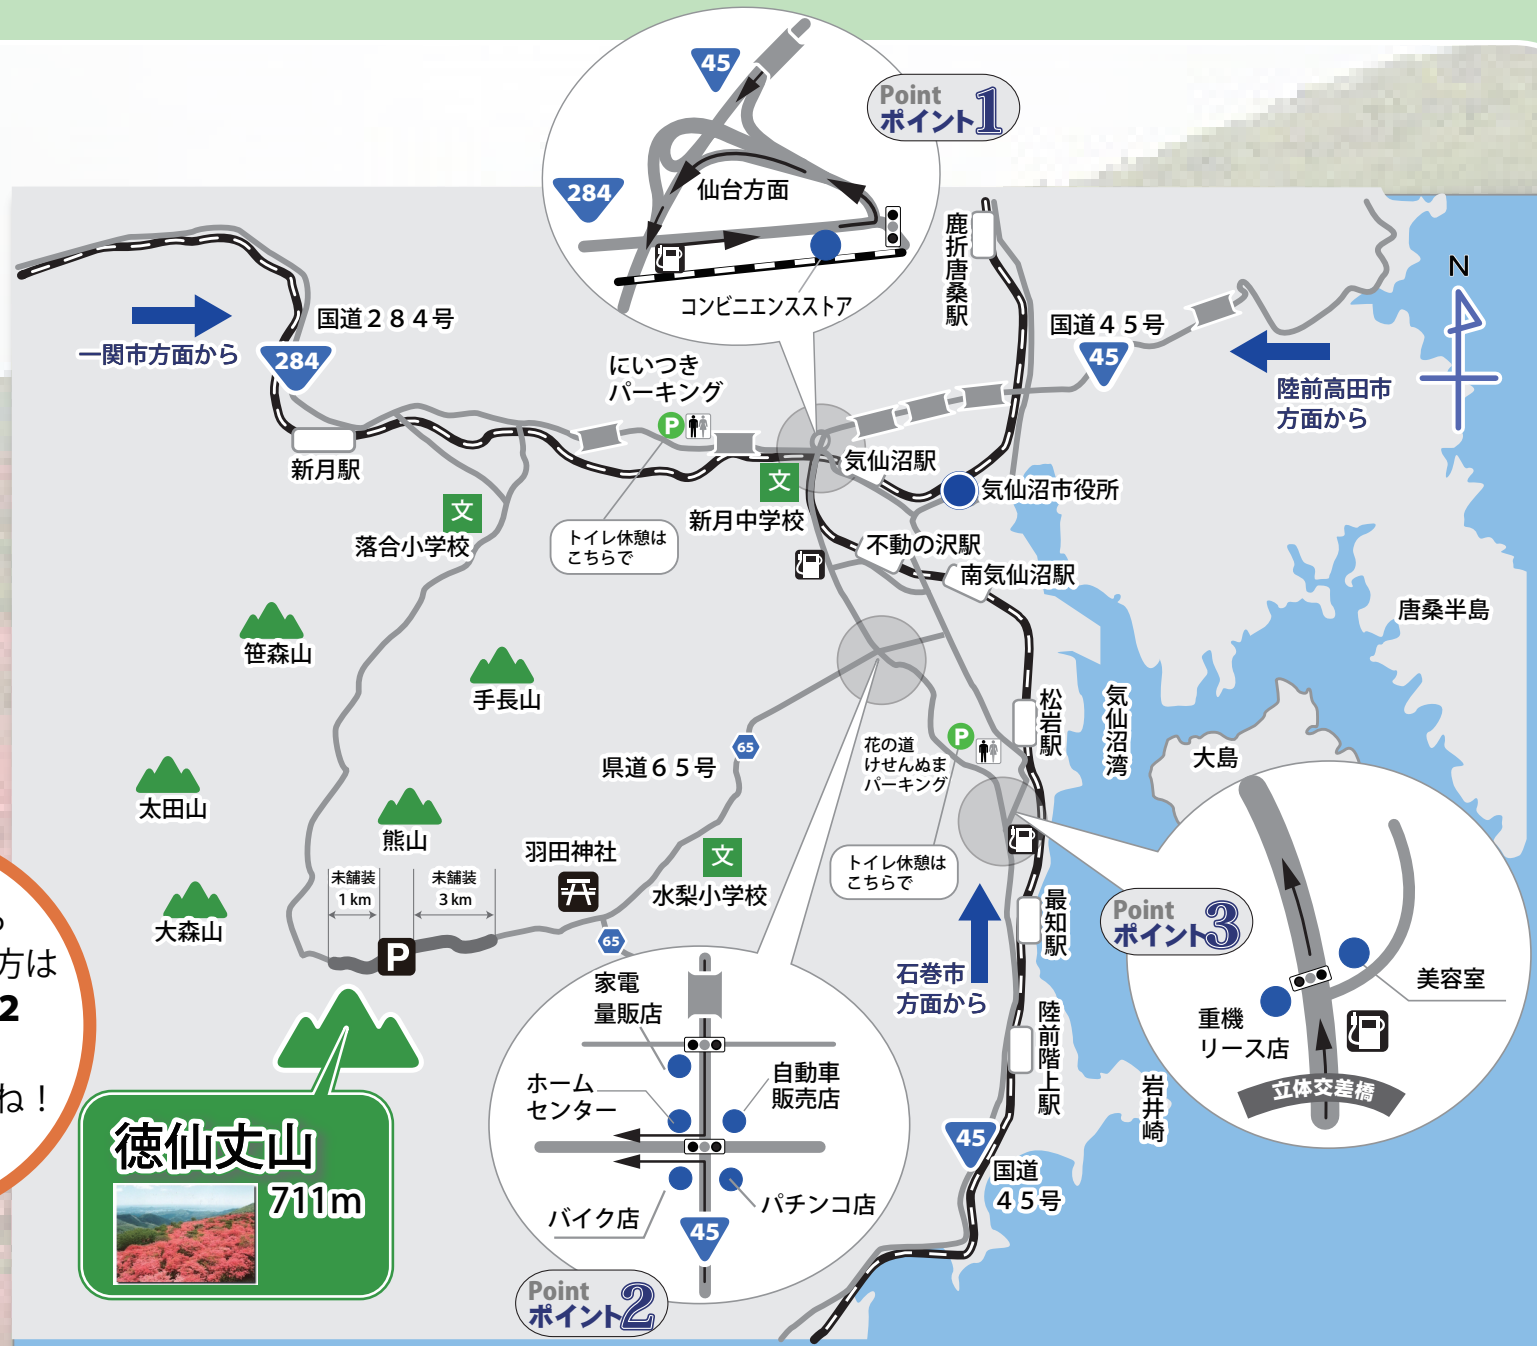 45
Point
ポイント1
284
仙台方面
コンビニエンスストア
鹿折唐桑駅
N
国道284号
一関市方面から
284
国道45号
45
陸前高田市
方面から
にいつき
パーキング
P
新月駅
気仙沼駅
気仙沼市役所
文
新月中学校
文
落合小学校
トイレ休憩は
こちらで
不動の沢駅
南気仙沼駅
唐桑半島
笹森山
手長山
松岩駅
気仙沼湾
大島
65
県道65号
花の道
けせんぬま
パーキング
P
太田山
熊山
羽田神社
文
水梨小学校
トイレ休憩は
こちらで
未舗装
1km
未舗装
3km
大森山
P
65
最知駅
石巻市
方面から
陸前階上駅
岩井崎
Point
ポイント3
美容室
重機
リース店
立体交差橋
方は
2
ね!
徳仙丈山
711m
家電
量販店
ホーム
センター
自動車
販売店
バイク店
パチンコ店
45
Point
ポイント2
45
国道
45号